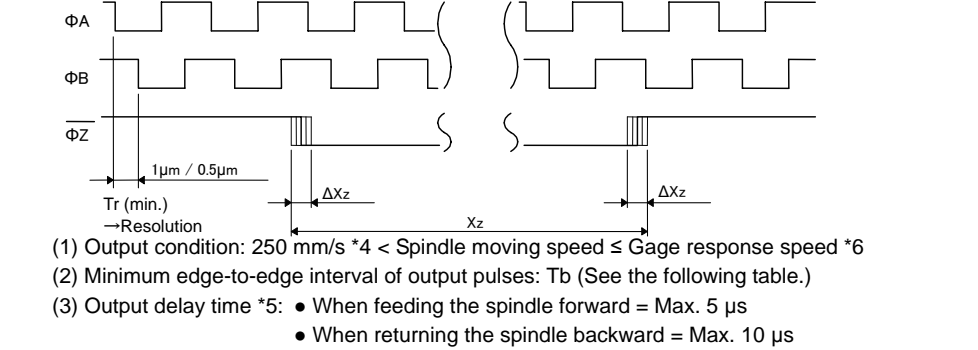 ΦA
ΦB
ΦZ
1μm / 0.5μm
Tr (min.)
→Resolution
ΔXz
ΔXz
Xz
(1) Output condition: 250 mm/s *4 < Spindle moving speed ≤ Gage response speed *6
(2) Minimum edge-to-edge interval of output pulses: Tb (See the following table.)
(3) Output delay time *5: ● When feeding the spindle forward = Max. 5 μs
● When returning the spindle backward = Max. 10 μs